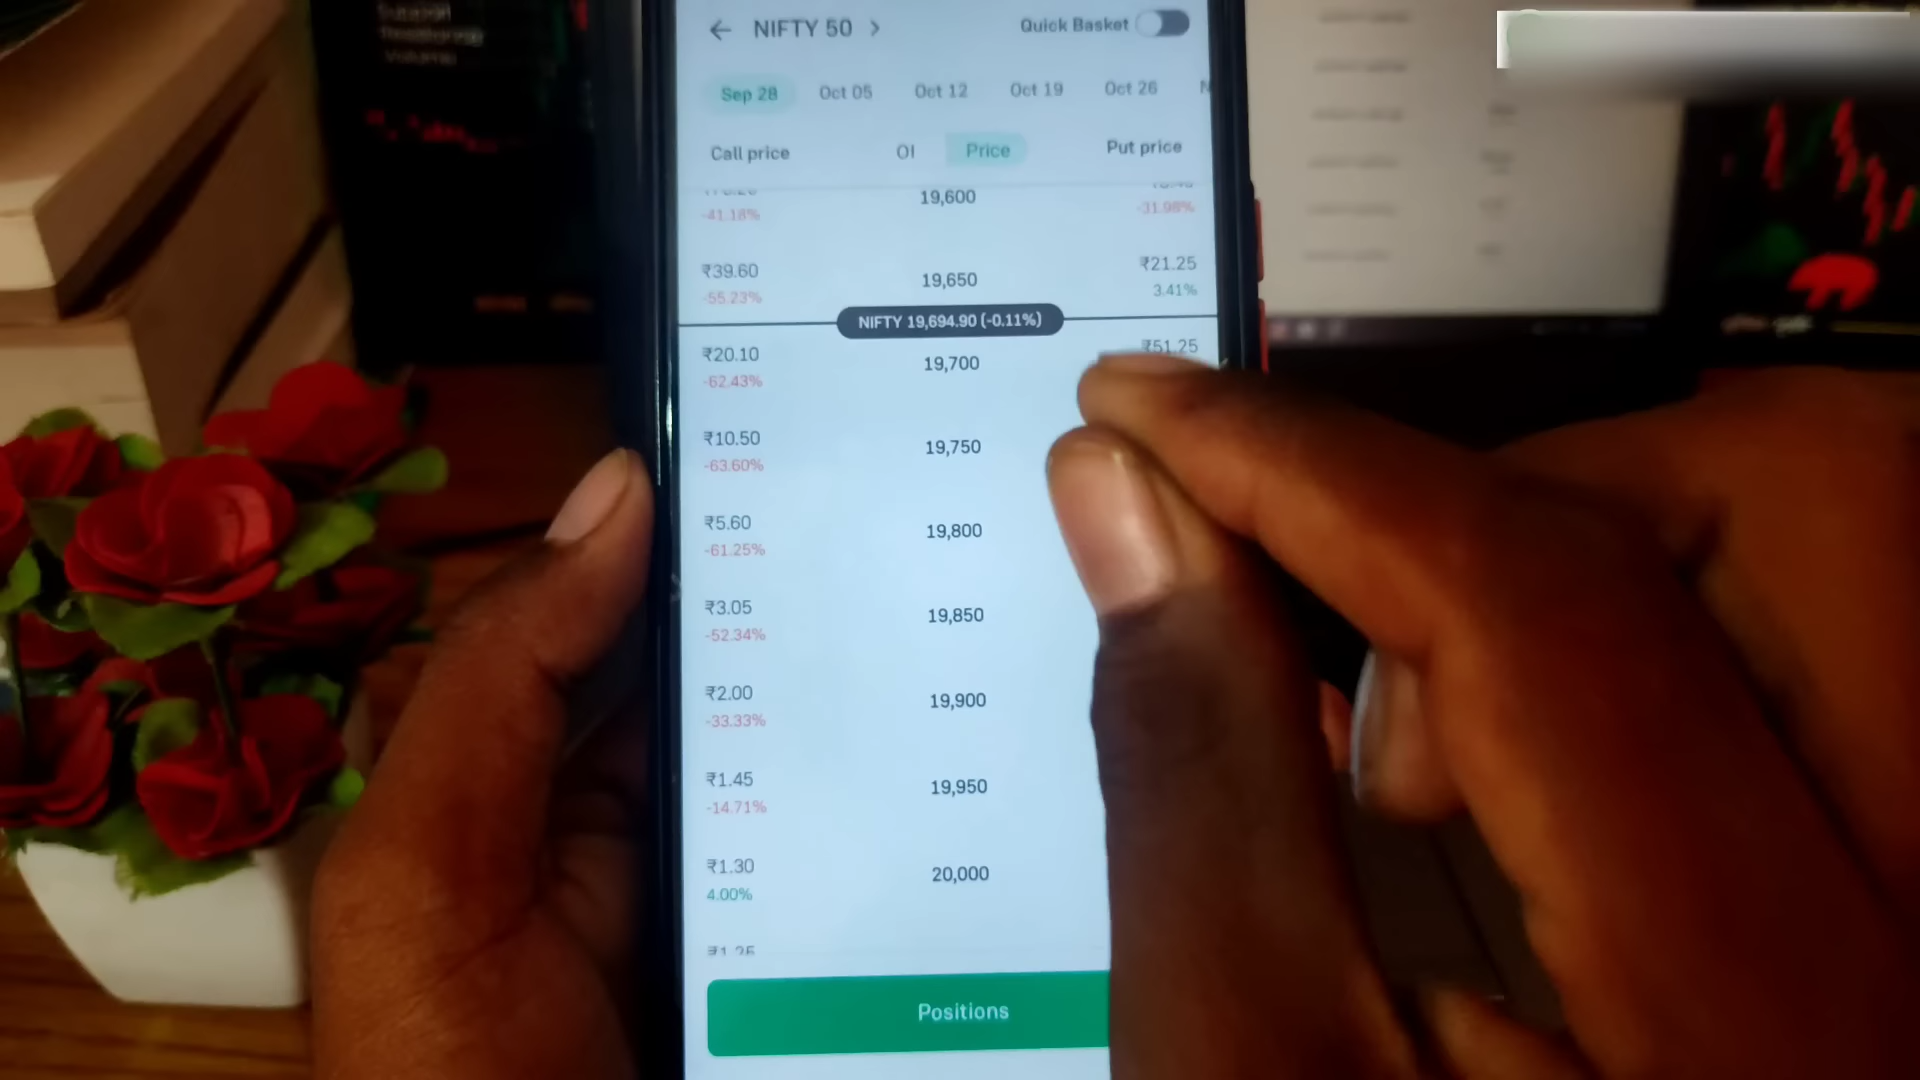 NIFTY 50 Quick Basket
Sep 28 Oct 05 Oct 12 Oct 19 Oct 26 N
Call price OI Price Put price
19,600
-41.18% -31.98%
₹39.60 19,650 ₹21.25
-55.23% 3.41%
NIFTY 19,694.90 (-0.11%)
₹20.10 19,700 ₹51.25
-62.43%
₹10.50 19,750
-63.60%
₹5.60 19,800
-61.25%
₹3.05 19,850
-52.34%
₹2.00 19,900
-33.33%
₹1.45 19,950
-14.71%
₹1.30 20,000
4.00%
Positions